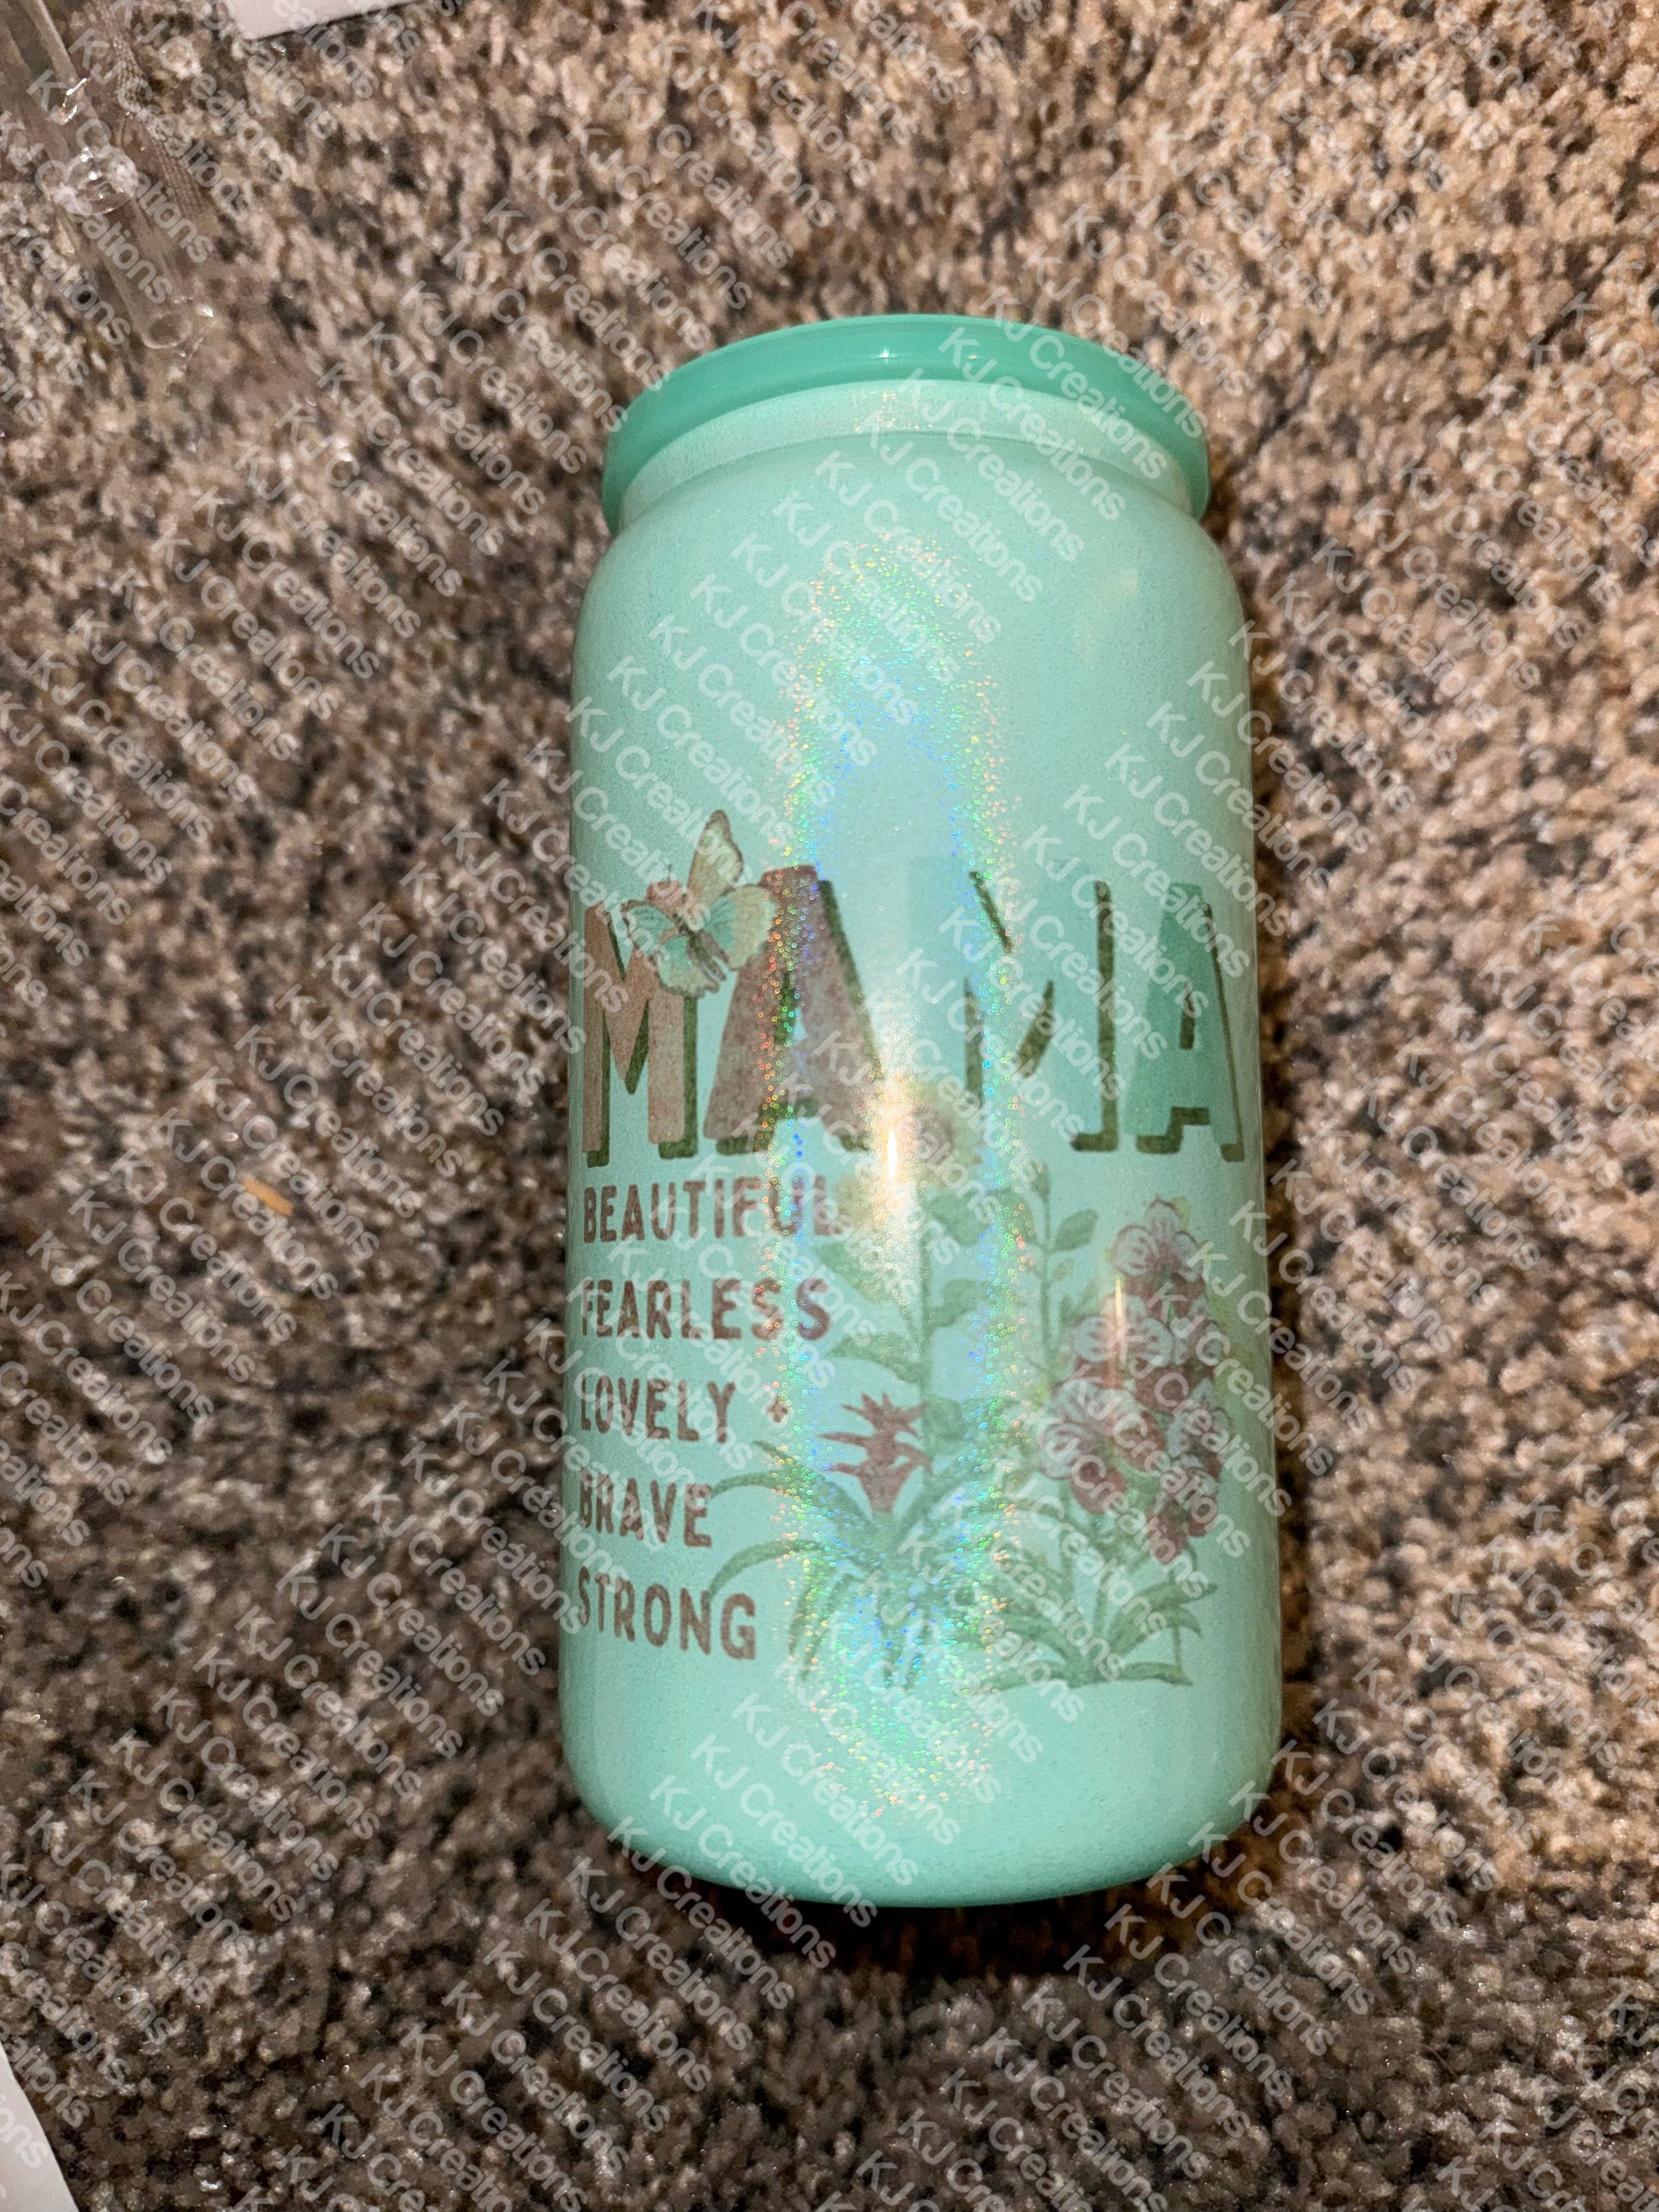 MAMA
BEAUTIFUL
FEARLESS
LOVELY +
BRAVE
STRONG
KJ Creations